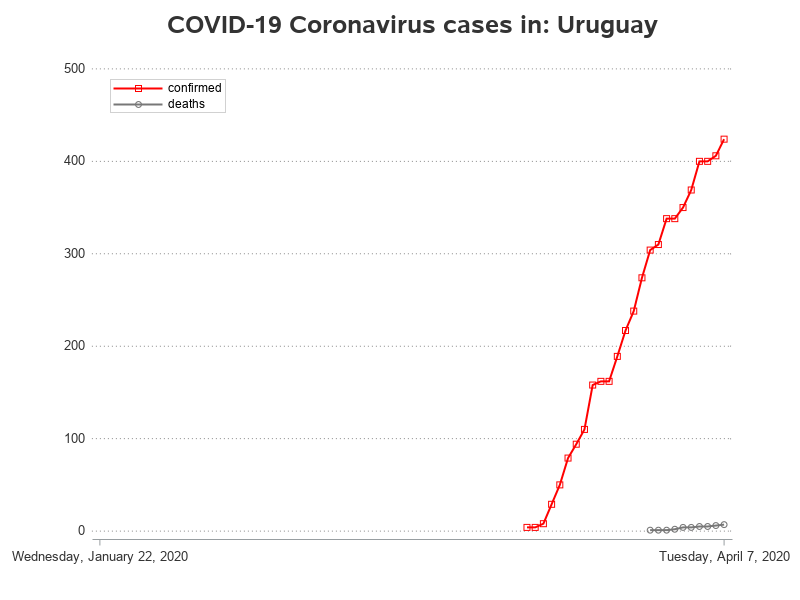 COVID-19 Coronavirus cases in: Uruguay
500
confirmed
deaths
400
300
200
100
0
Wednesday, January 22, 2020
Tuesday, April 7, 2020